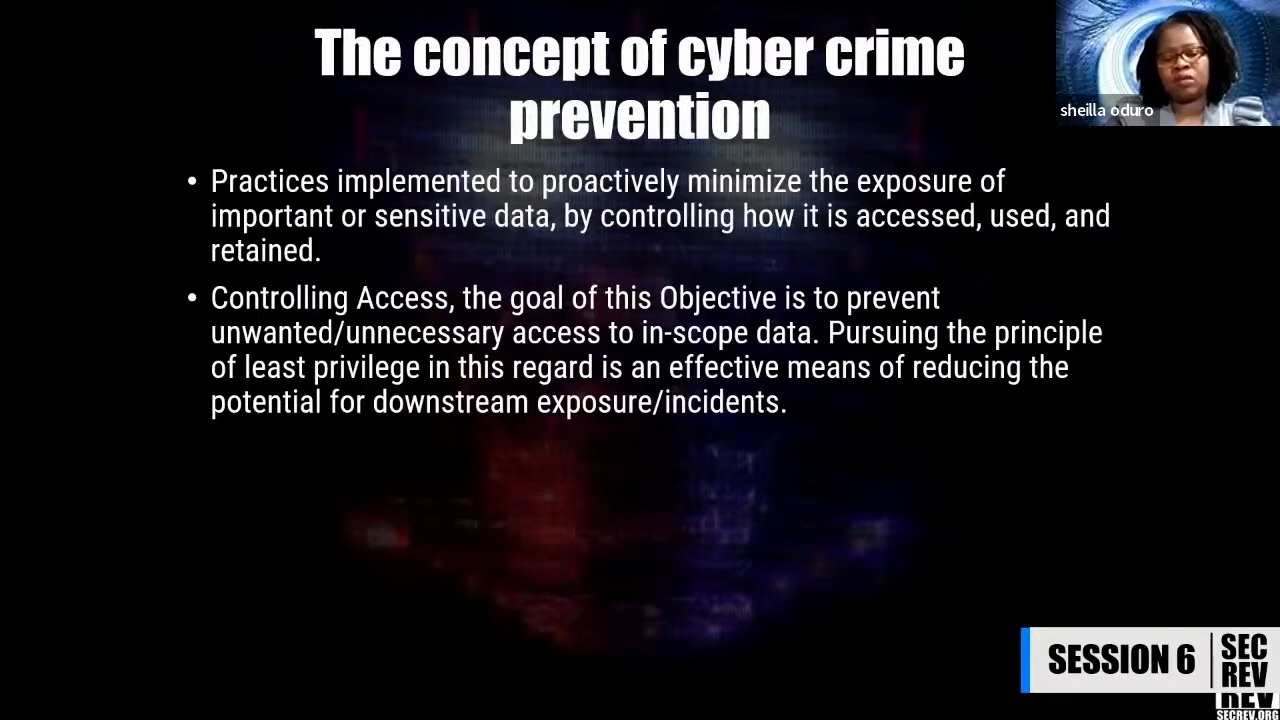 The concept of cyber crime
prevention
sheilla oduro
• Practices implemented to proactively minimize the exposure of
important or sensitive data, by controlling how it is accessed, used, and
retained.
• Controlling Access, the goal of this Objective is to prevent
unwanted/unnecessary access to in-scope data. Pursuing the principle
of least privilege in this regard is an effective means of reducing the
potential for downstream exposure/incidents.
SESSION 6
SEC
REV
REV
SECREV.ORG